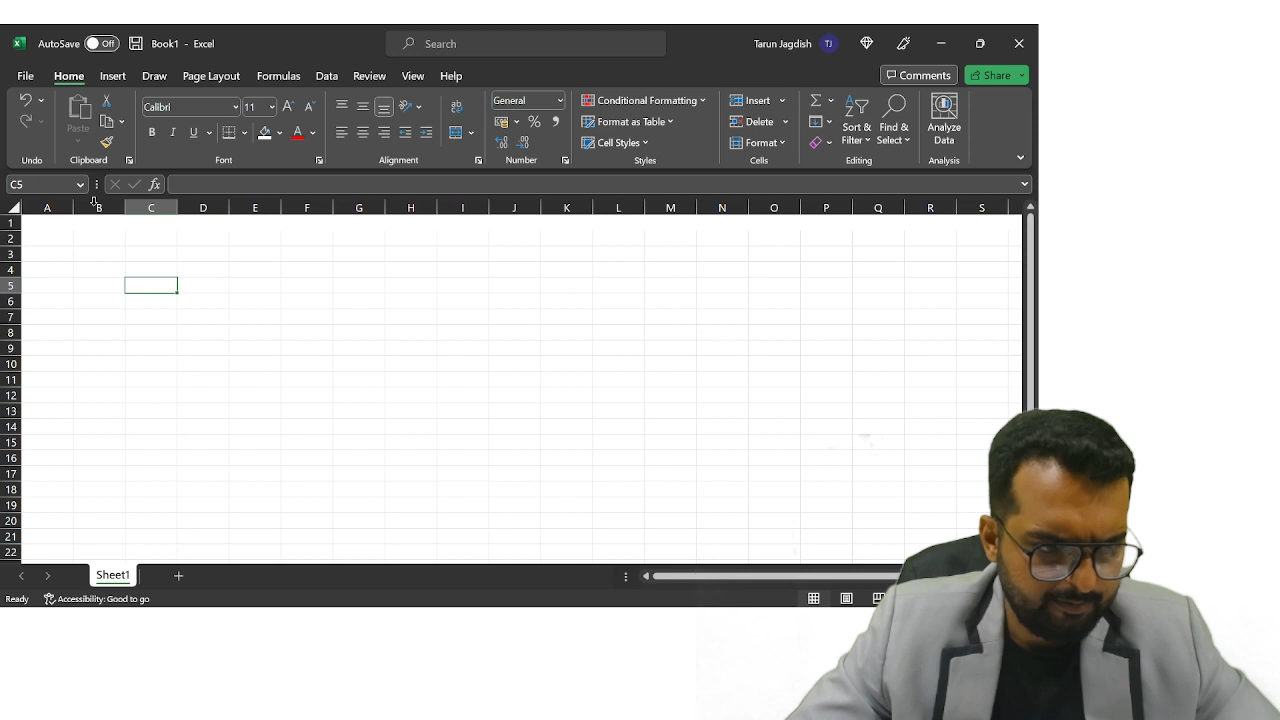 AutoSave Off Book1 - Excel Search Tarun Jagdish TJ
File Home Insert Draw Page Layout Formulas Data Review View Help Comments Share
Paste Calibri 11 General Conditional Formatting Insert Sort & Filter Find & Select Analyze Data
B I U A % 9 Format as Table Delete
Cell Styles Format
Undo Clipboard Font Alignment Number Styles Cells Editing Analysis
C5 fx
A B C D E F G H I J K L M N O P Q R S
1
2
3
4
5
6
7
8
9
10
11
12
13
14
15
16
17
18
19
20
21
22
Sheet1
Ready Accessibility: Good to go